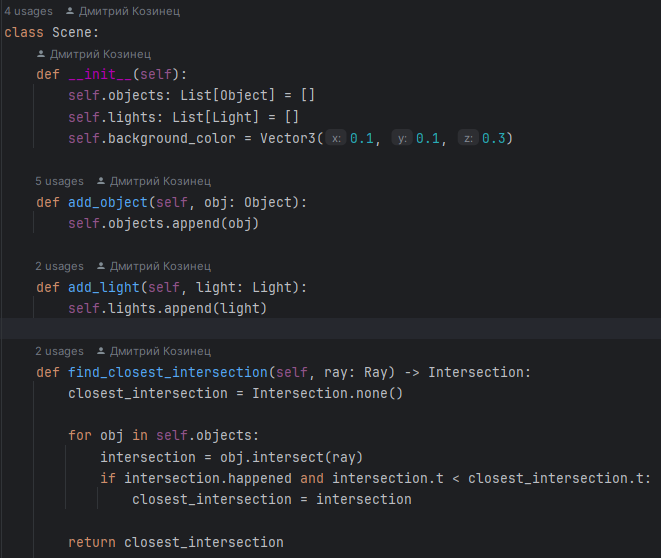 4 usages Дмитрий Козинец
class Scene:
Дмитрий Козинец
    def __init__(self):
        self.objects: List[Object] = []
        self.lights: List[Light] = []
        self.background_color = Vector3( x: 0.1, y: 0.1, z: 0.3)
    5 usages Дмитрий Козинец
    def add_object(self, obj: Object):
        self.objects.append(obj)
    2 usages Дмитрий Козинец
    def add_light(self, light: Light):
        self.lights.append(light)
    2 usages Дмитрий Козинец
    def find_closest_intersection(self, ray: Ray) -> Intersection:
        closest_intersection = Intersection.none()
        for obj in self.objects:
            intersection = obj.intersect(ray)
            if intersection.happened and intersection.t < closest_intersection.t:
                closest_intersection = intersection
        return closest_intersection